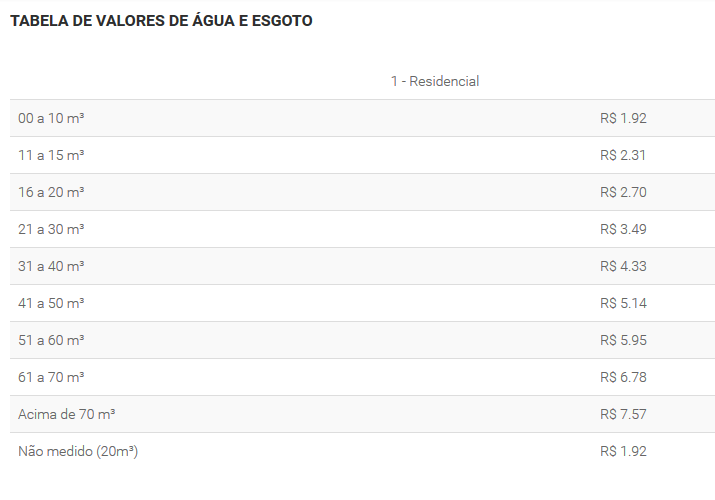 TABELA DE VALORES DE ÁGUA E ESGOTO
1 - Residencial
00 a 10 m³ R$ 1.92
11 a 15 m³ R$ 2.31
16 a 20 m³ R$ 2.70
21 a 30 m³ R$ 3.49
31 a 40 m³ R$ 4.33
41 a 50 m³ R$ 5.14
51 a 60 m³ R$ 5.95
61 a 70 m³ R$ 6.78
Acima de 70 m³ R$ 7.57
Não medido (20m³) R$ 1.92